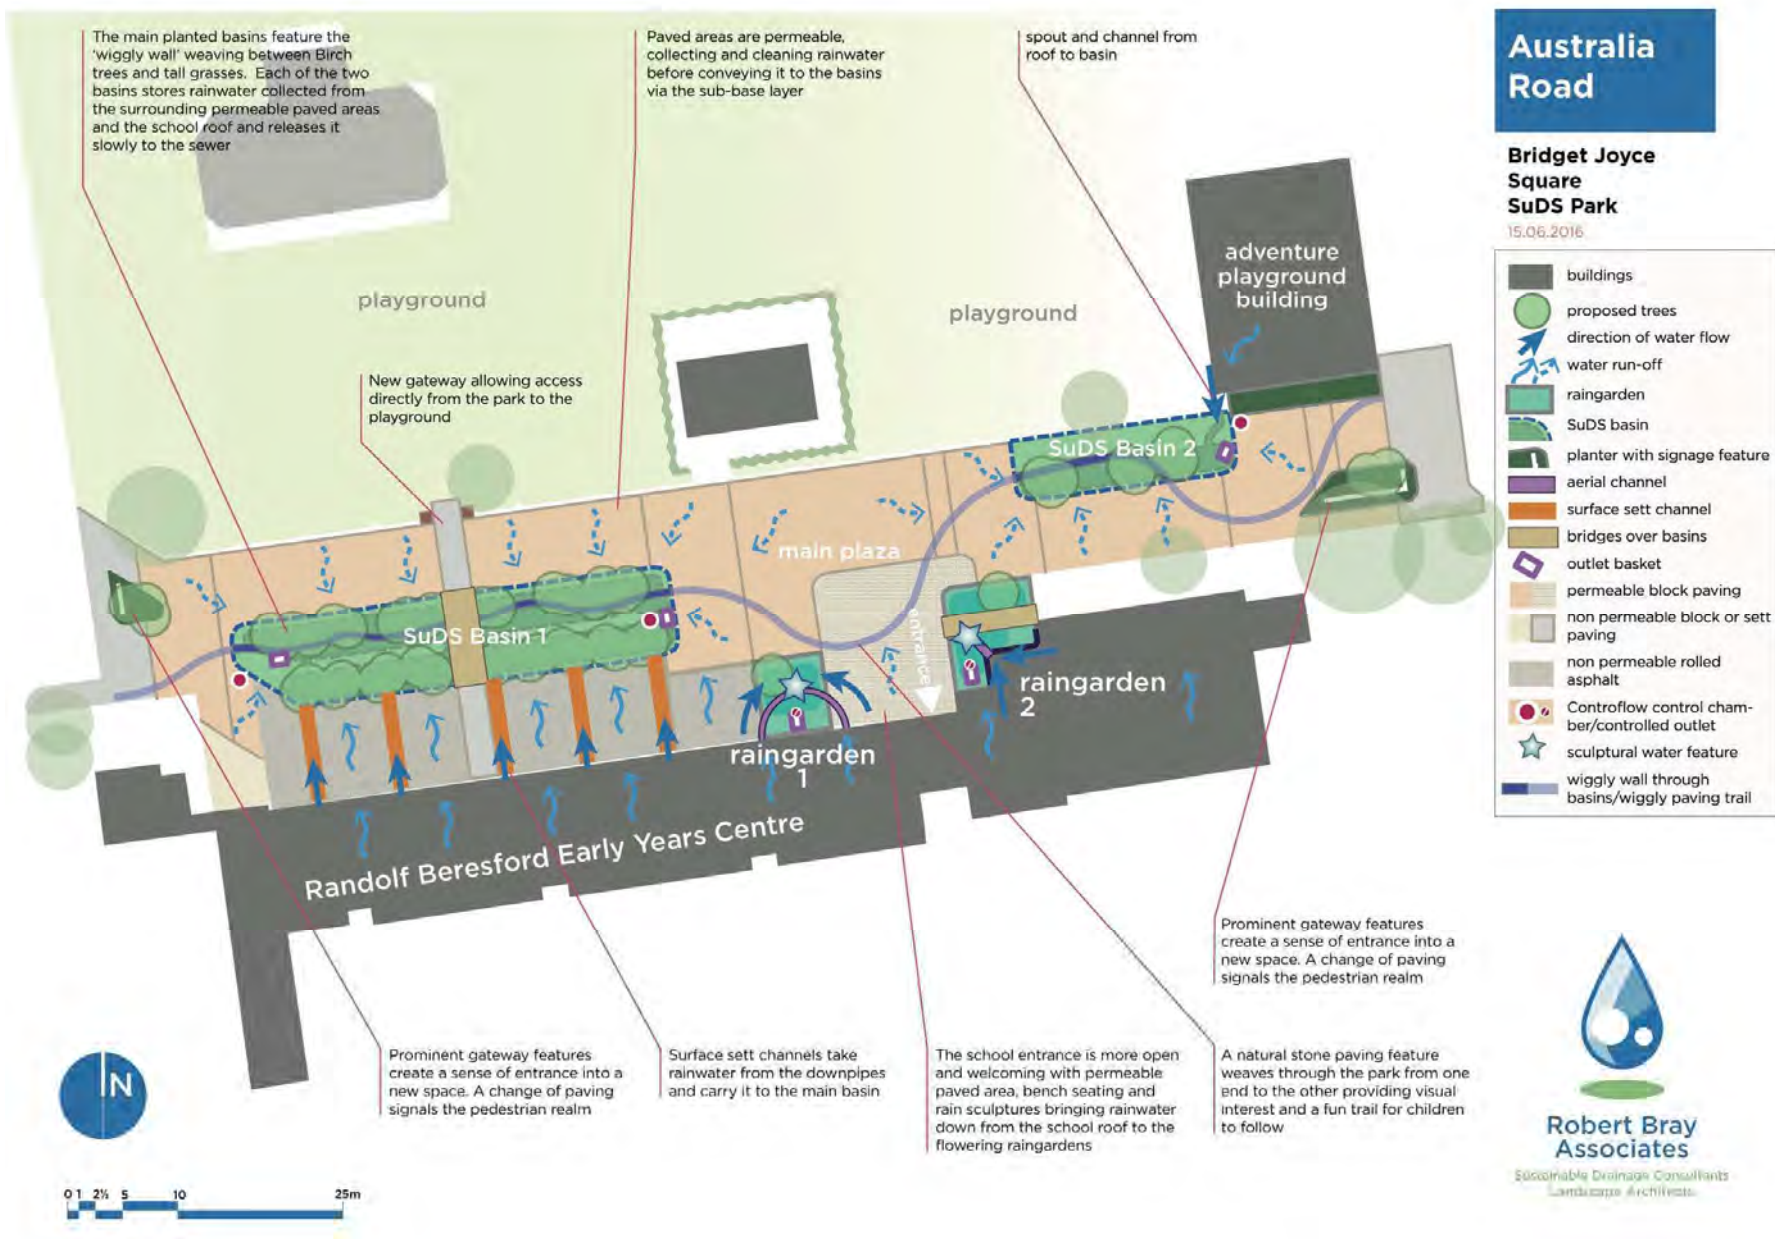 The main planted basins feature the
‘wiggly wall’ weaving between Birch
trees and tall grasses. Each of the two
basins stores rainwater collected from
the surrounding permeable paved areas
and the school roof and releases it
slowly to the sewer
Paved areas are permeable,
collecting and cleaning rainwater
before conveying it to the basins
via the sub-base layer
spout and channel from
roof to basin
Australia
Road
Bridget Joyce
Square
SuDS Park
15.06.2016
buildings
proposed trees
direction of water flow
water run-off
raingarden
SuDS basin
planter with signage feature
aerial channel
surface sett channel
bridges over basins
outlet basket
permeable block paving
non permeable block or sett
paving
non permeable rolled
asphalt
Controflow control cham-
ber/controlled outlet
sculptural water feature
wiggly wall through
basins/wiggly paving trail
adventure
playground
building
playground
playground
New gateway allowing access
directly from the park to the
playground
SuDS Basin 2
main plaza
SuDS Basin 1
entrance
raingarden
2
raingarden
1
Randolf Beresford Early Years Centre
Prominent gateway features
create a sense of entrance into a
new space. A change of paving
signals the pedestrian realm
Prominent gateway features
create a sense of entrance into a
new space. A change of paving
signals the pedestrian realm
Surface sett channels take
rainwater from the downpipes
and carry it to the main basin
The school entrance is more open
and welcoming with permeable
paved area, bench seating and
rain sculptures bringing rainwater
down from the school roof to the
flowering raingardens
A natural stone paving feature
weaves through the park from one
end to the other providing visual
interest and a fun trail for children
to follow
N
0 1 2½ 5 10 25m
Robert Bray
Associates
Sustainable Drainage Consultants
Landscape Architects